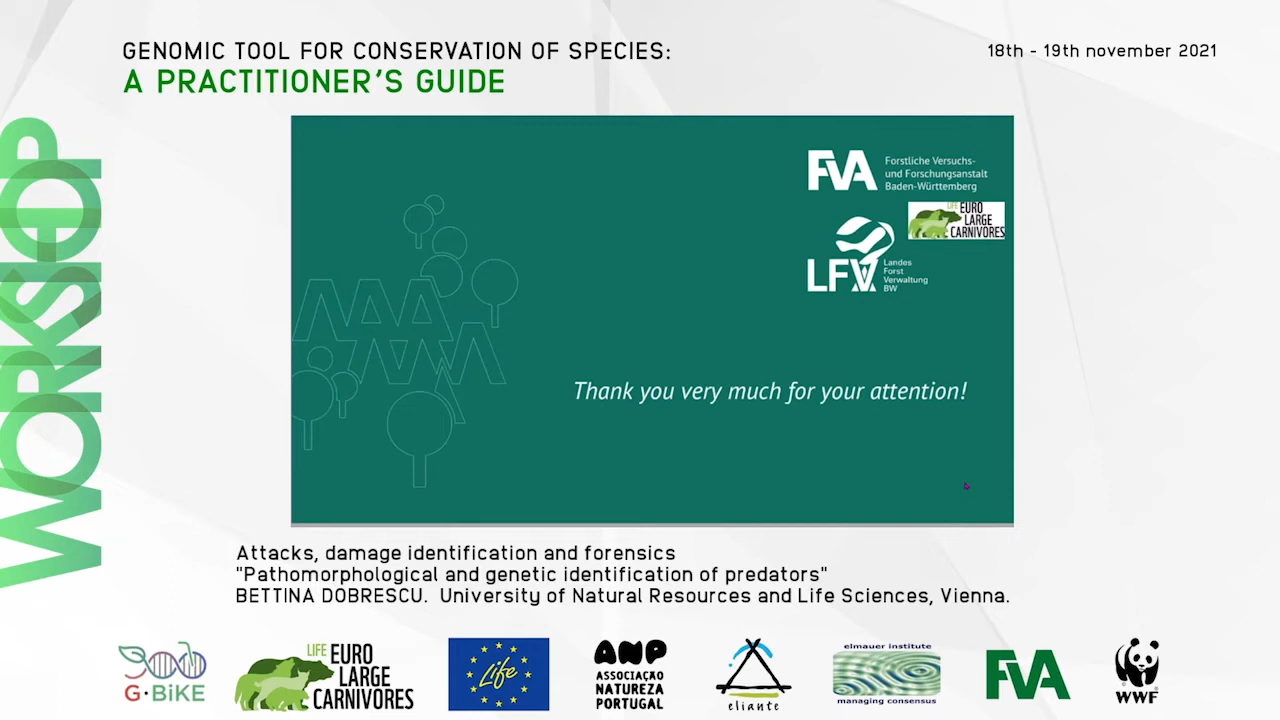 GENOMIC TOOL FOR CONSERVATION OF SPECIES:
A PRACTITIONER'S GUIDE
18th - 19th november 2021
WORKSHOP
FVA
Forstliche Versuchs-
und Forschungsanstalt
Baden-Württemberg
LIFE EURO
LARGE
CARNIVORES
LFV
Landes
Forst
Verwaltung
BW
Thank you very much for your attention!
Attacks, damage identification and forensics
"Pathomorphological and genetic identification of predators"
BETTINA DOBRESCU. University of Natural Resources and Life Sciences, Vienna.
G·BiKE
LIFE EURO
LARGE
CARNIVORES
Life
ANP
ASSOCIAÇÃO
NATUREZA
PORTUGAL
eliante
elmauer institute
managing consensus
FVA
WWF